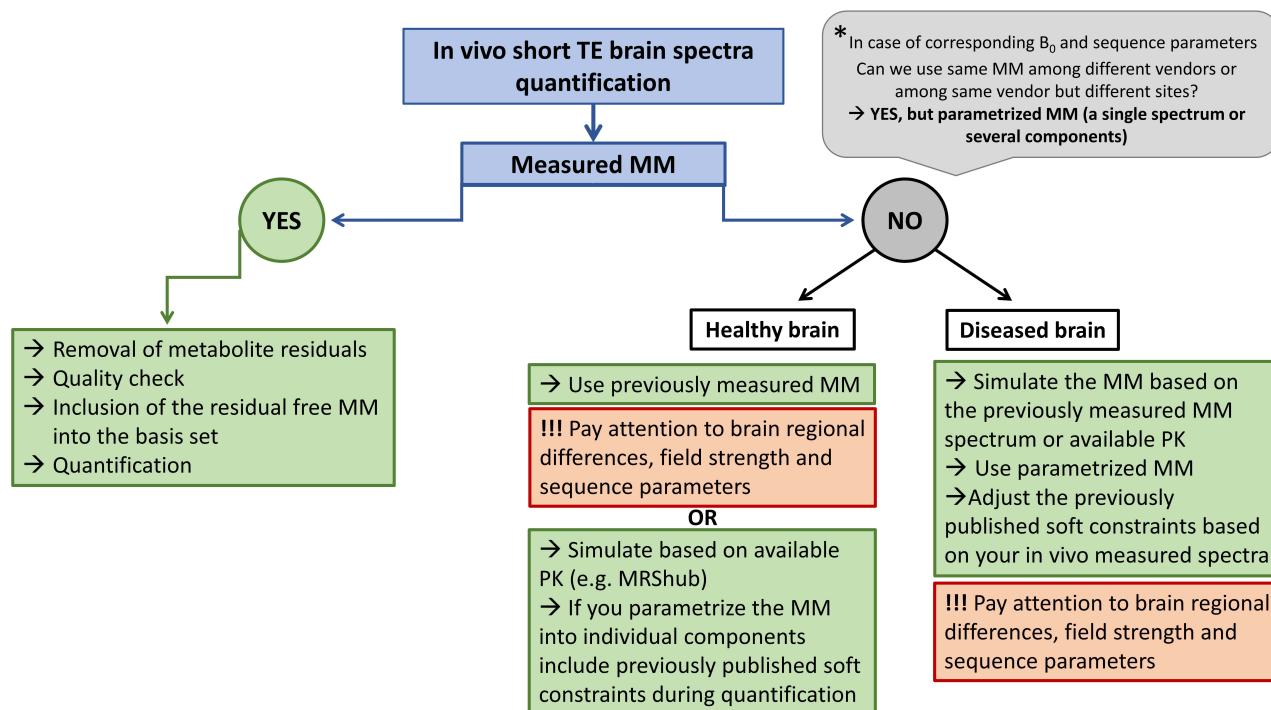 In vivo short TE brain spectra
quantification
*In case of corresponding B₀ and sequence parameters
Can we use same MM among different vendors or
among same vendor but different sites?
→ YES, but parametrized MM (a single spectrum or
several components)
Measured MM
YES
NO
→ Removal of metabolite residuals
→ Quality check
→ Inclusion of the residual free MM
into the basis set
→ Quantification
Healthy brain
→ Use previously measured MM
!!! Pay attention to brain regional
differences, field strength and
sequence parameters
OR
→ Simulate based on available
PK (e.g. MRShub)
→ If you parametrize the MM
into individual components
include previously published soft
constraints during quantification
Diseased brain
→ Simulate the MM based on
the previously measured MM
spectrum or available PK
→ Use parametrized MM
→Adjust the previously
published soft constraints based
on your in vivo measured spectra
!!! Pay attention to brain regional
differences, field strength and
sequence parameters